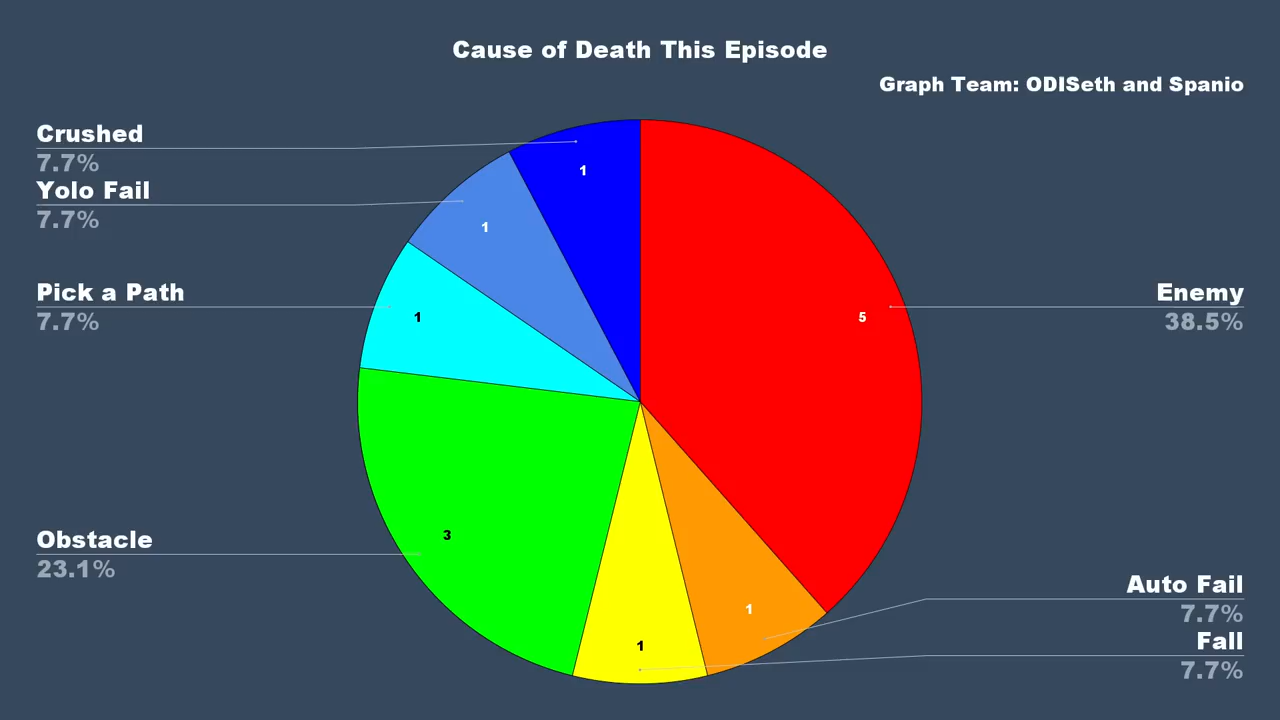 Cause of Death This Episode
Graph Team: ODISeth and Spanio
Crushed
7.7%
Yolo Fail
7.7%
Pick a Path
7.7%
Obstacle
23.1%
1
1
1
3
1
1
5
Enemy
38.5%
Auto Fail
7.7%
Fall
7.7%